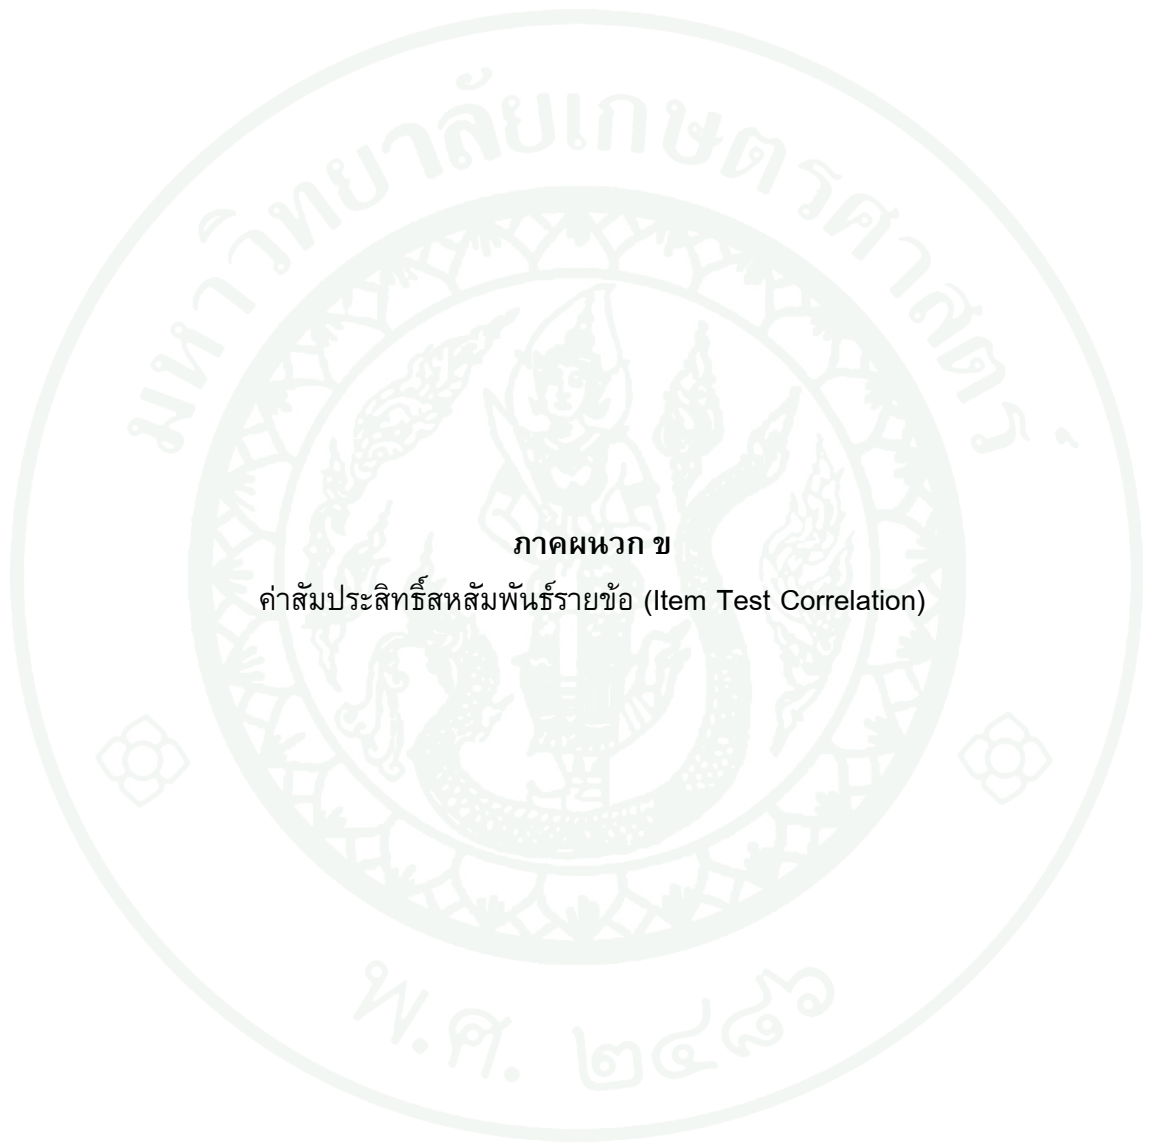 มหาวิทยาลัยเกษตรศาสตร์
ภาคผนวก ข
ค่าสัมประสิทธิ์สหสัมพันธ์รายข้อ (Item Test Correlation)
พ.ศ. ๒๔๘๖